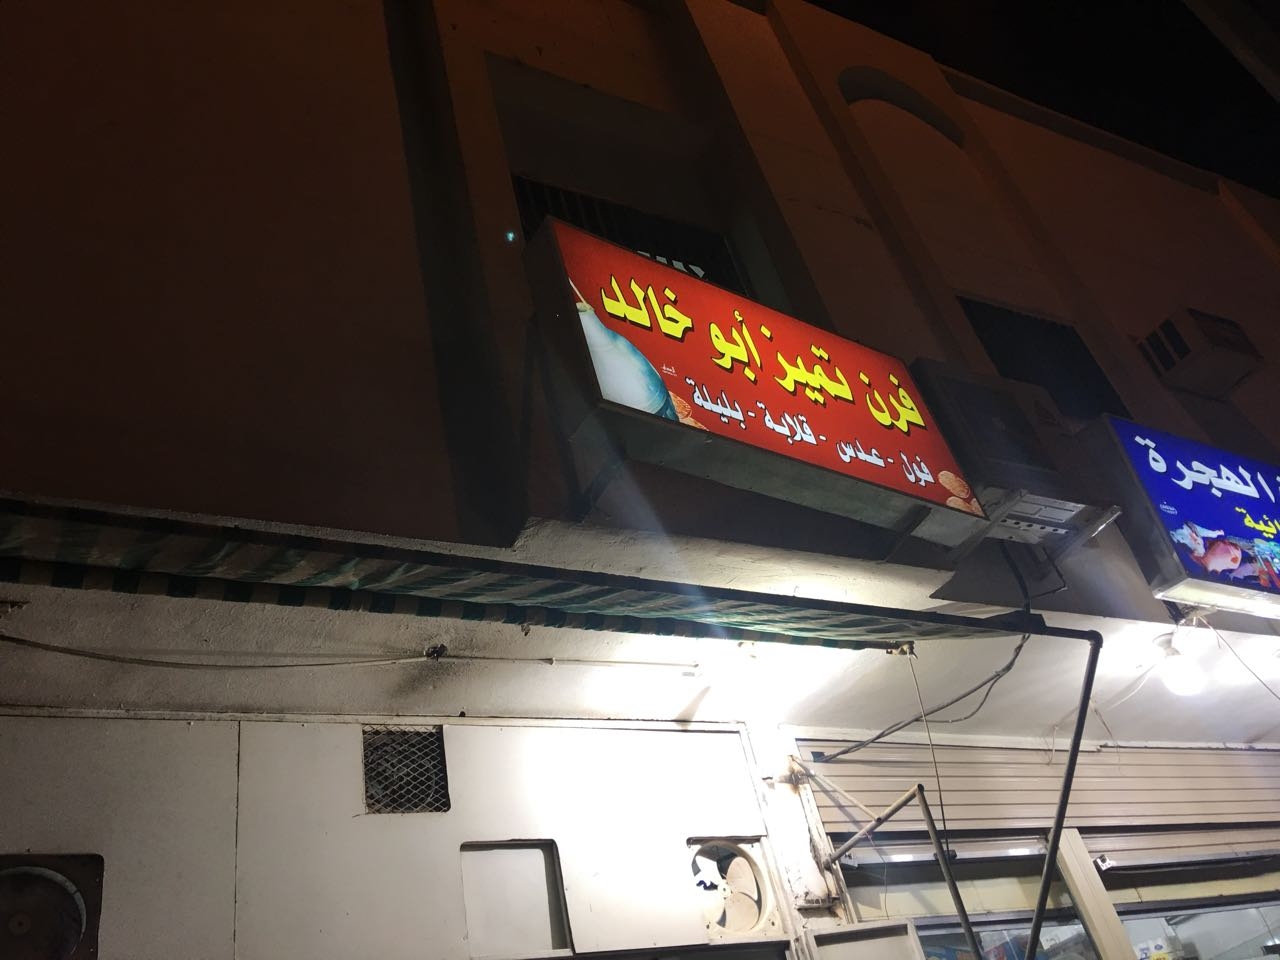 فرن تميز أبو خالد
فول - عدس - قلابة - بليلة
الهجرة